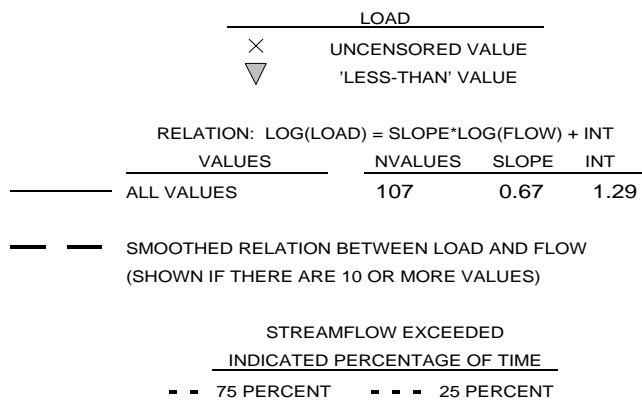 LOAD
UNCENSORED VALUE
'LESS-THAN' VALUE
RELATION: LOG(LOAD) = SLOPE*LOG(FLOW) + INT
VALUES NVALUES SLOPE INT
ALL VALUES 107 0.67 1.29
SMOOTHED RELATION BETWEEN LOAD AND FLOW
(SHOWN IF THERE ARE 10 OR MORE VALUES)
STREAMFLOW EXCEEDED
INDICATED PERCENTAGE OF TIME
75 PERCENT 25 PERCENT